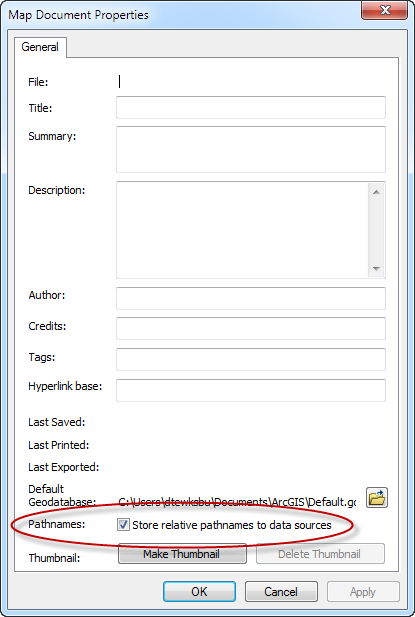 Map Document Properties
General
File:
Title:
Summary:
Description:
Author:
Credits:
Tags:
Hyperlink base:
Last Saved:
Last Printed:
Last Exported:
Default
Geodatabase: C:\Users\dtewksbu\Documents\ArcGIS\Default.gd
Pathnames: Store relative pathnames to data sources
Thumbnail: Make Thumbnail Delete Thumbnail
OK Cancel Apply